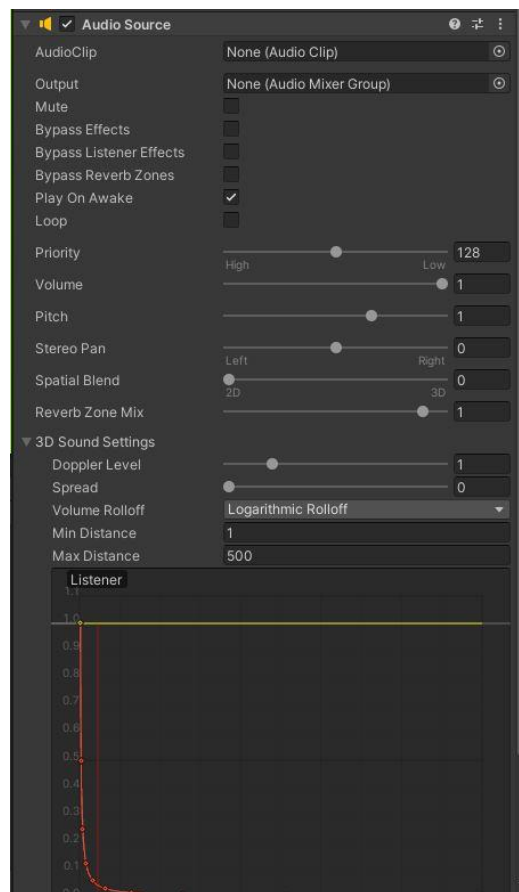 Audio Source
AudioClip None (Audio Clip)
Output None (Audio Mixer Group)
Mute
Bypass Effects
Bypass Listener Effects
Bypass Reverb Zones
Play On Awake
Loop
Priority 128
High Low
Volume 1
Pitch 1
Stereo Pan 0
Left Right
Spatial Blend 0
2D 3D
Reverb Zone Mix 1
3D Sound Settings
Doppler Level 1
Spread 0
Volume Rolloff Logarithmic Rolloff
Min Distance 1
Max Distance 500
Listener
1.1
1.0
0.9
0.8
0.7
0.6
0.5
0.4
0.3
0.2
0.1
0.0